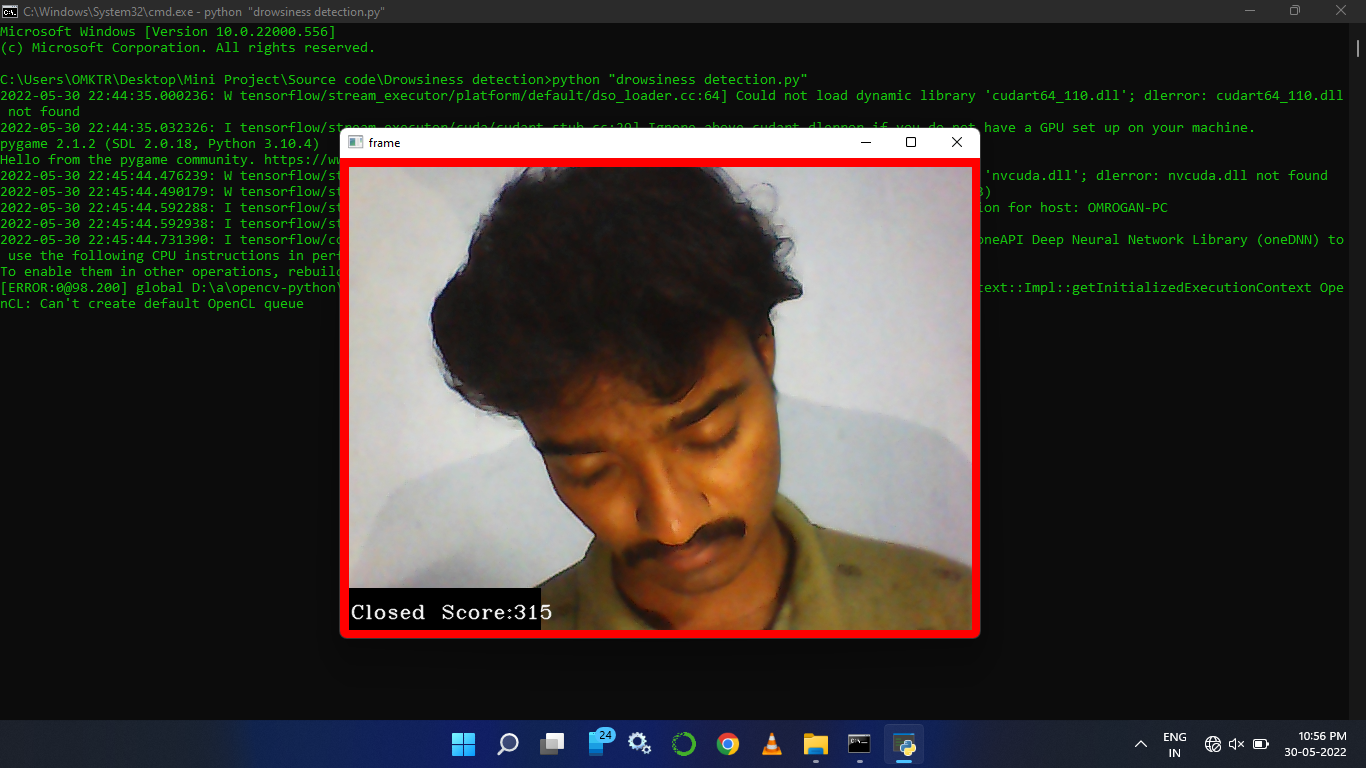 C:\Windows\System32\cmd.exe - python "drowsiness detection.py"
Microsoft Windows [Version 10.0.22000.556]
(c) Microsoft Corporation. All rights reserved.
C:\Users\OMKTR\Desktop\Mini Project\Source code\Drowsiness detection>python "drowsiness detection.py"
2022-05-30 22:44:35.000236: W tensorflow/stream_executor/platform/default/dso_loader.cc:64] Could not load dynamic library 'cudart64_110.dll'; dlerror: cudart64_110.dll
not found
2022-05-30 22:44:35.032326: I tensorflow/stream_executor/cuda/cudart_stub.cc:29] Ignore above cudart dlerror if you do not have a GPU set up on your machine.
pygame 2.1.2 (SDL 2.0.18, Python 3.10.4)
Hello from the pygame community. https://w
2022-05-30 22:45:44.476239: W tensorflow/st 'nvcuda.dll'; dlerror: nvcuda.dll not found
2022-05-30 22:45:44.490179: W tensorflow/st )
2022-05-30 22:45:44.592288: I tensorflow/st ion for host: OMROGAN-PC
2022-05-30 22:45:44.592938: I tensorflow/st
2022-05-30 22:45:44.731390: I tensorflow/co oneAPI Deep Neural Network Library (oneDNN) to
use the following CPU instructions in per
To enable them in other operations, rebuil
[ERROR:0@98.200] global D:\a\opencv-python\ text::Impl::getInitializedExecutionContext Ope
nCL: Can't create default OpenCL queue
frame
Closed Score:315
24
ENG
IN
10:56 PM
30-05-2022